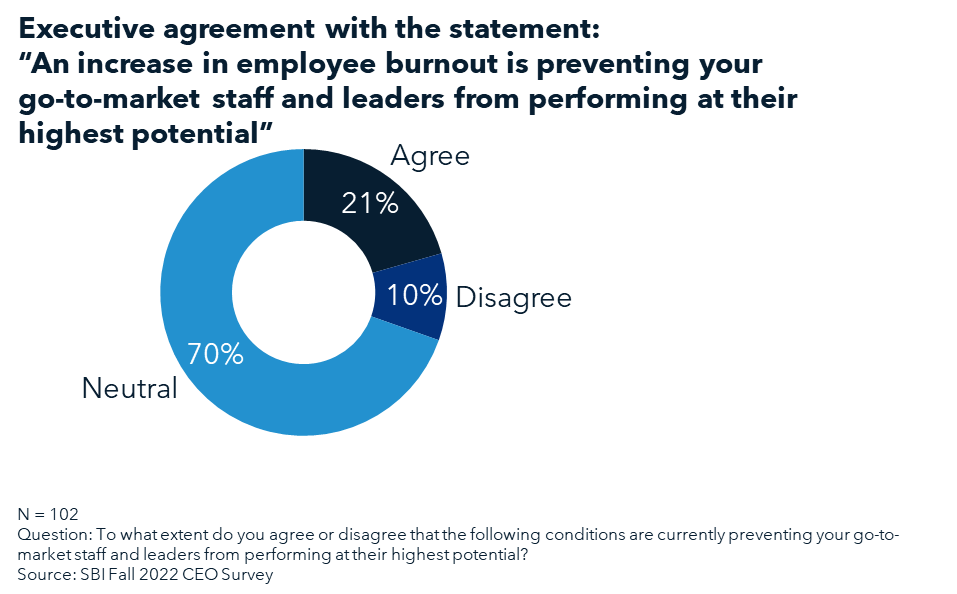 Executive agreement with the statement:
“An increase in employee burnout is preventing your
go-to-market staff and leaders from performing at their
highest potential”
Agree
21%
10%
Disagree
70%
Neutral
N = 102
Question: To what extent do you agree or disagree that the following conditions are currently preventing your go-to-
market staff and leaders from performing at their highest potential?
Source: SBI Fall 2022 CEO Survey